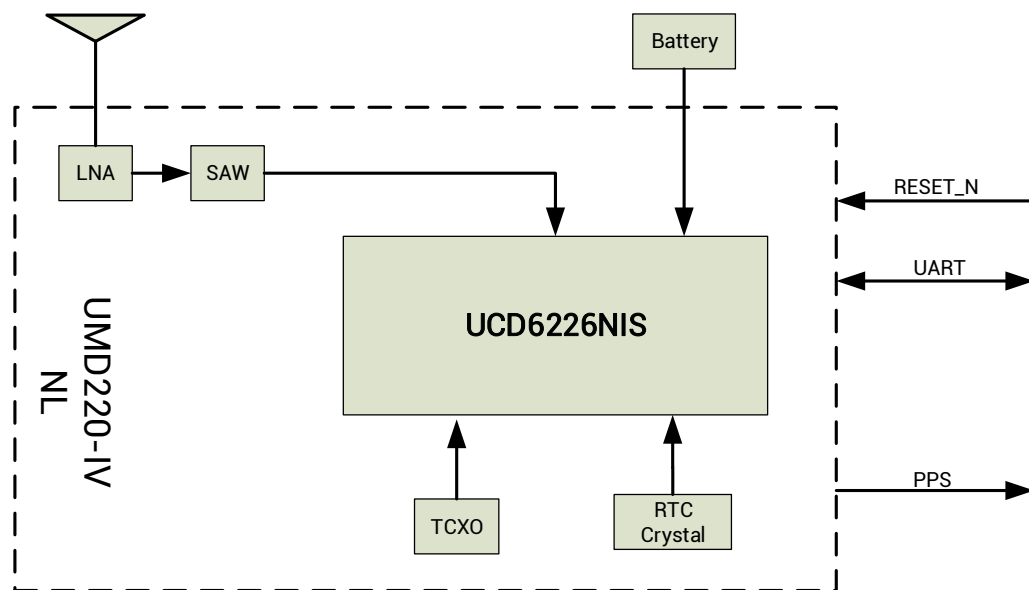 Battery
LNA
SAW
RESET_N
UART
UCD6226NIS
UMD220-IV
NL
PPS
TCXO
RTC
Crystal